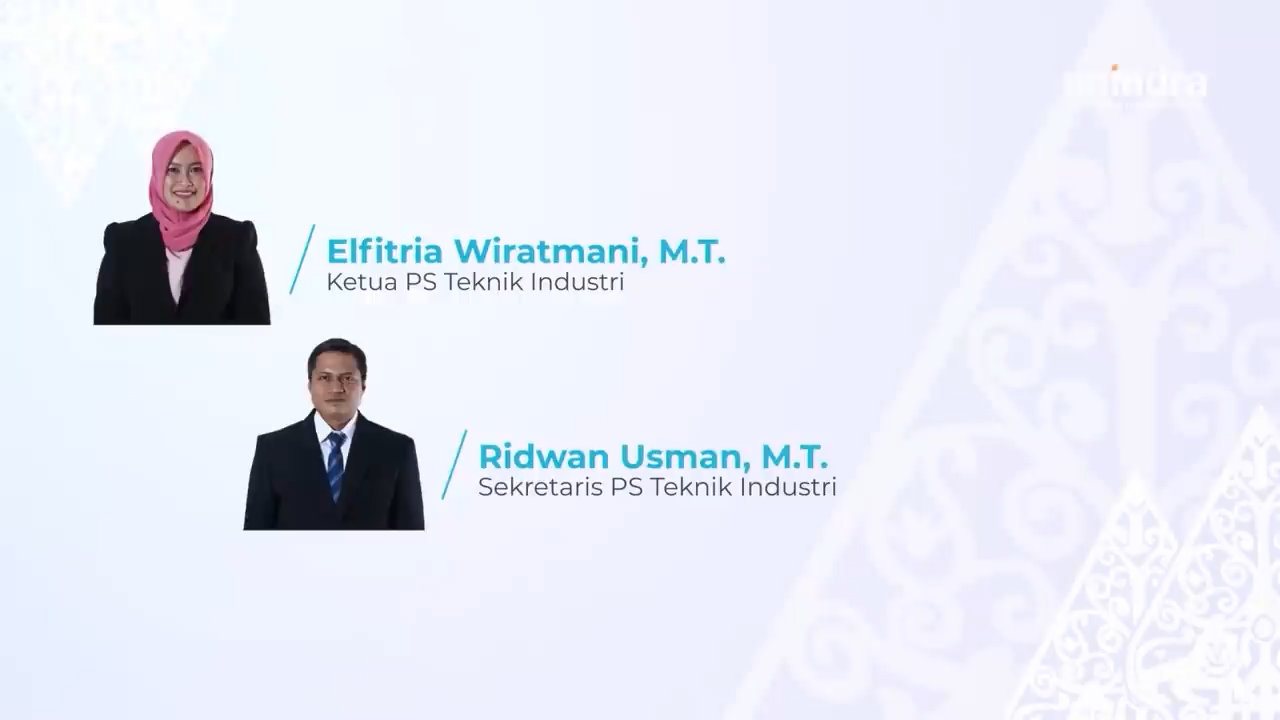 Elfitria Wiratmani, M.T.
Ketua PS Teknik Industri
Ridwan Usman, M.T.
Sekretaris PS Teknik Industri